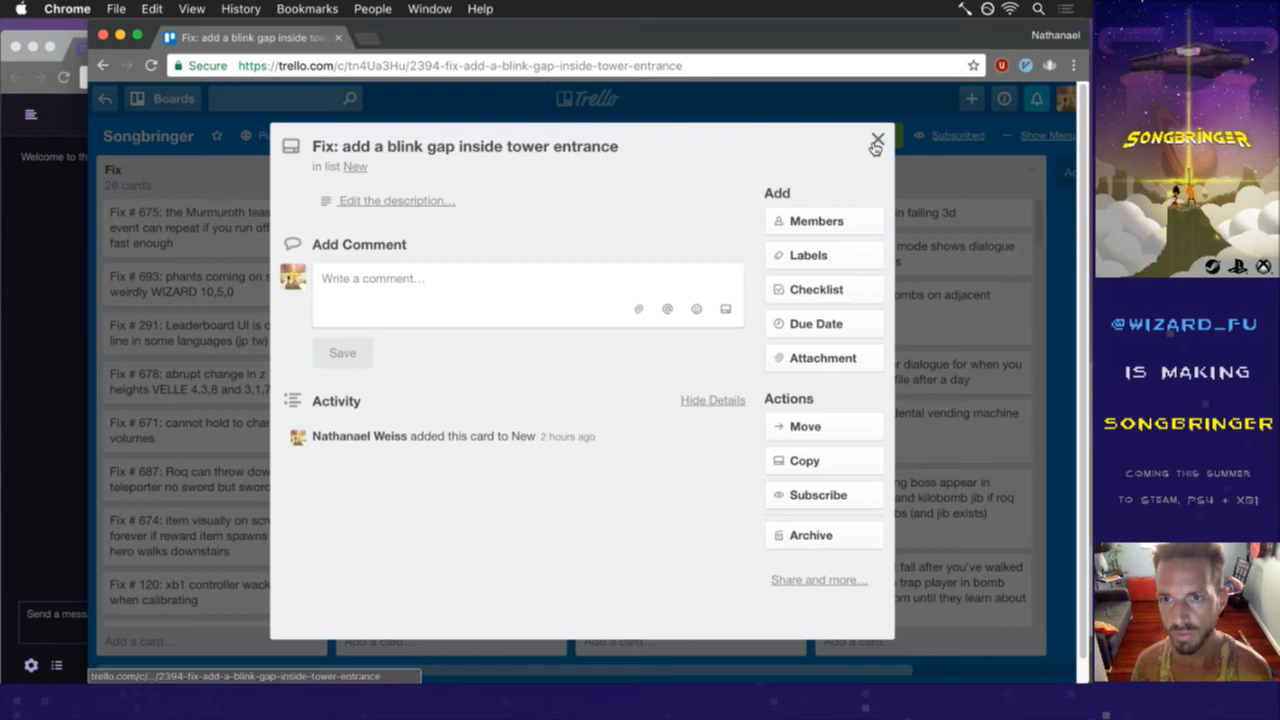 Chrome File Edit View History Bookmarks People Window Help
Fix: add a blink gap inside tow
Nathanael
Secure https://trello.com/c/tn4Ua3Hu/2394-fix-add-a-blink-gap-inside-tower-entrance
Boards
Trello
Songbringer
Subscribed
Show Menu
Welcome to th
Send a mess
Fix
28 cards
Fix # 675: the Murmuroth teas
event can repeat if you run off
fast enough
Fix # 693: phants coming on s
weirdly WIZARD 10,5,0
Fix # 291: Leaderboard UI is o
line in some languages (jp tw)
Fix # 678: abrupt change in z
heights VELLE 4,3,8 and 3,1,7
Fix # 671: cannot hold to char
volumes
Fix # 687: Roq can throw dow
teleporter no sword but sword
Fix # 674: item visually on scr
forever if reward item spawns
hero walks downstairs
Fix # 120: xb1 controller wack
when calibrating
Add a card…
Add a card…
Add a card…
Add a card…
Fix: add a blink gap inside tower entrance
in list New
Edit the description…
Add Comment
Write a comment…
Save
Activity
Hide Details
Nathanael Weiss added this card to New 2 hours ago
Add
Members
Labels
Checklist
Due Date
Attachment
Actions
Move
Copy
Subscribe
Archive
Share and more…
in falling 3d
mode shows dialogue
mbs on adjacent
dialogue for when you
file after a day
dental vending machine
ng boss appear in
and kilobomb jib if roq
bs (and jib exists)
t fall after you've walked
trap player in bomb
om until they learn about
trello.com/c/…/2394-fix-add-a-blink-gap-inside-tower-entrance
SONGBRINGER
@WIZARD_FU
IS MAKING
SONGBRINGER
COMING THIS SUMMER
TO STEAM, PS4 + XB1